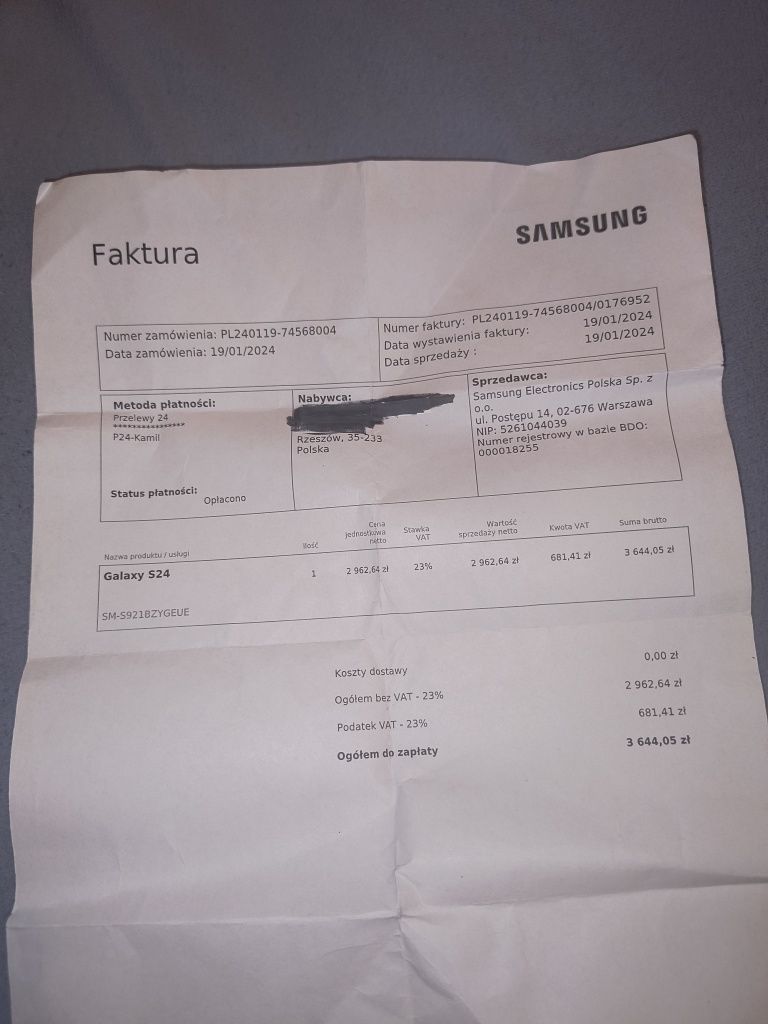 Faktura
SAMSUNG
Numer zamówienia: PL240119-74568004
Data zamówienia: 19/01/2024
Numer faktury: PL240119-74568004/0176952
Data wystawienia faktury: 19/01/2024
Data sprzedaży : 19/01/2024
Metoda płatności:
Przelewy 24
****************
P24-Kamil
Status płatności:
Opłacono
Nabywca:
Rzeszów, 35-233
Polska
Sprzedawca:
Samsung Electronics Polska Sp. z
o.o.
ul. Postępu 14, 02-676 Warszawa
NIP: 5261044039
Numer rejestrowy w bazie BDO:
000018255
Nazwa produktu / usługi
Ilość
Cena
jednostkowa
netto
Stawka
VAT
Wartość
sprzedaży netto
Kwota VAT
Suma brutto
Galaxy S24 1 2 962,64 zł 23% 2 962,64 zł 681,41 zł 3 644,05 zł
SM-S921BZYGEUE
Koszty dostawy 0,00 zł
Ogółem bez VAT - 23% 2 962,64 zł
Podatek VAT - 23% 681,41 zł
Ogółem do zapłaty 3 644,05 zł